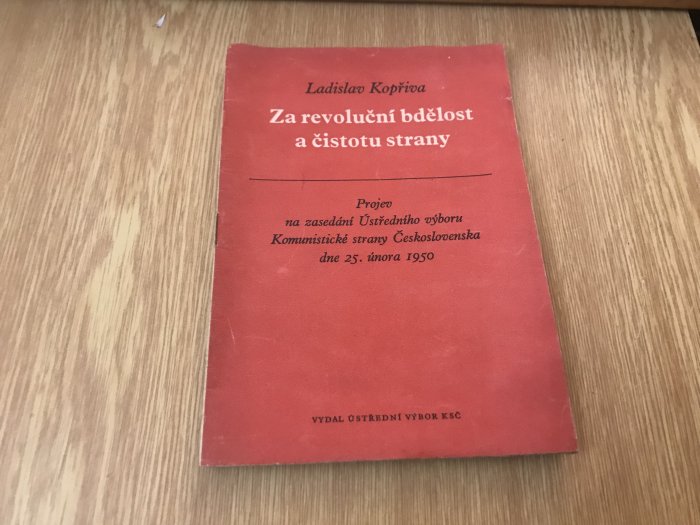 Ladislav Kopřiva
Za revoluční bdělost
a čistotu strany
Projev
na zasedání Ústředního výboru
Komunistické strany Československa
dne 25. února 1950
VYDAL ÚSTŘEDNÍ VÝBOR KSČ